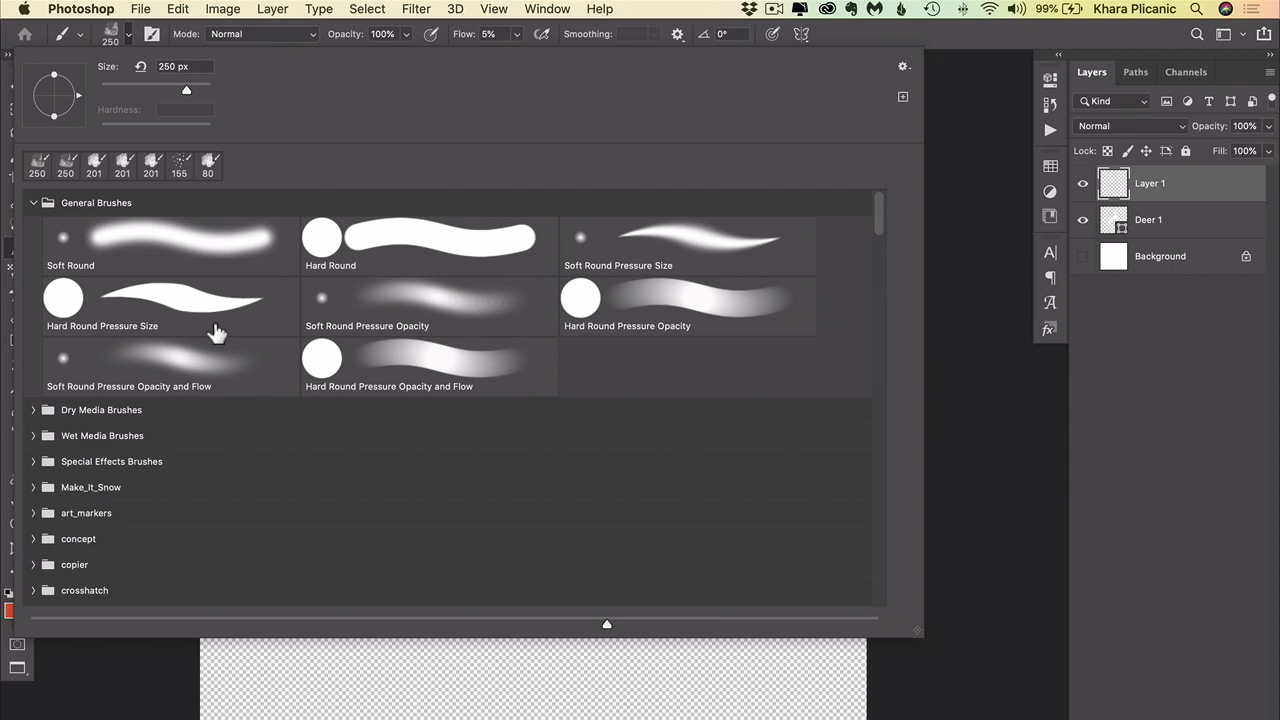 Photoshop File Edit Image Layer Type Select Filter 3D View Window Help 99% Khara Plicanic
250 Mode: Normal Opacity: 100% Flow: 5% Smoothing: 0°
Size: 250 px
Hardness:
250 250 201 201 201 155 80
General Brushes
Soft Round Hard Round Soft Round Pressure Size
Hard Round Pressure Size Soft Round Pressure Opacity Hard Round Pressure Opacity
Soft Round Pressure Opacity and Flow Hard Round Pressure Opacity and Flow
Dry Media Brushes
Wet Media Brushes
Special Effects Brushes
Make_It_Snow
art_markers
concept
copier
crosshatch
Layers Paths Channels
Kind
Normal Opacity: 100%
Lock: Fill: 100%
Layer 1
Deer 1
Background